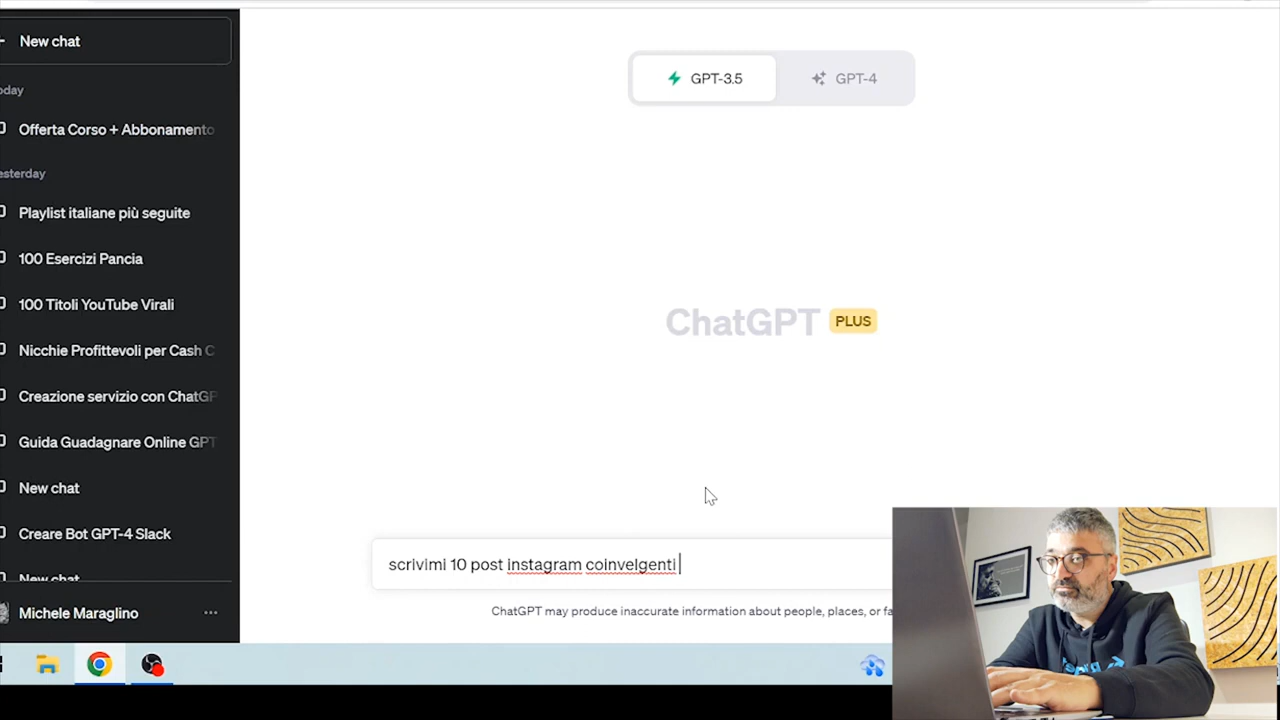 New chat
oday
Offerta Corso + Abbonamento
esterday
Playlist italiane più seguite
100 Esercizi Pancia
100 Titoli YouTube Virali
Nicchie Profittevoli per Cash C
Creazione servizio con ChatGP
Guida Guadagnare Online GPT
New chat
Creare Bot GPT-4 Slack
New chat
Michele Maraglino
GPT-3.5
GPT-4
ChatGPT PLUS
scrivimi 10 post instagram coinvelgenti
ChatGPT may produce inaccurate information about people, places, or fa